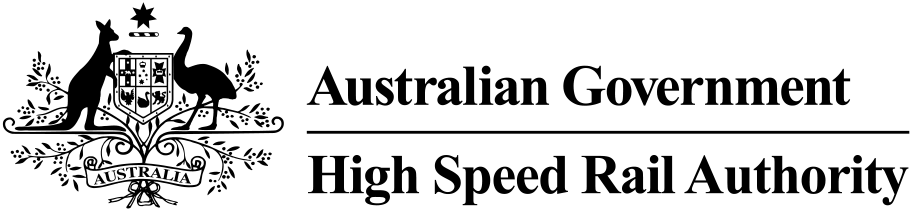 Australian Government
High Speed Rail Authority
AUSTRALIA